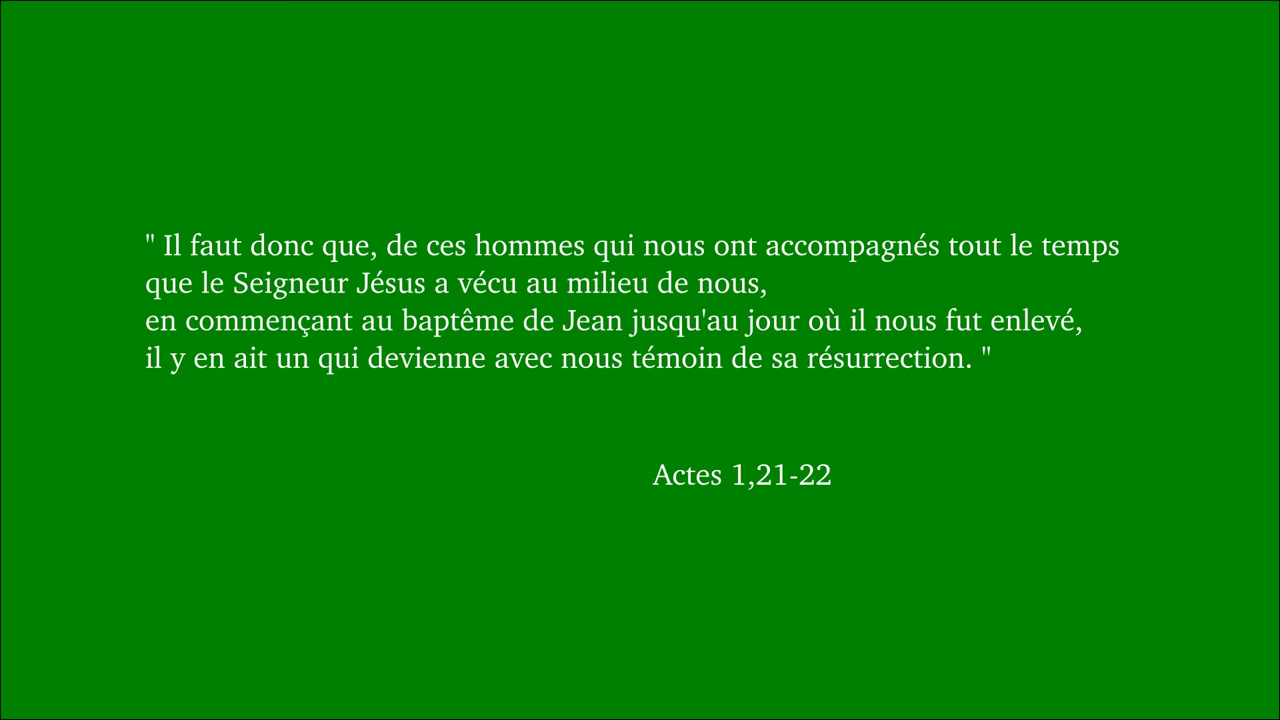 " Il faut donc que, de ces hommes qui nous ont accompagnés tout le temps
que le Seigneur Jésus a vécu au milieu de nous,
en commençant au baptême de Jean jusqu'au jour où il nous fut enlevé,
il y en ait un qui devienne avec nous témoin de sa résurrection. "
Actes 1,21-22